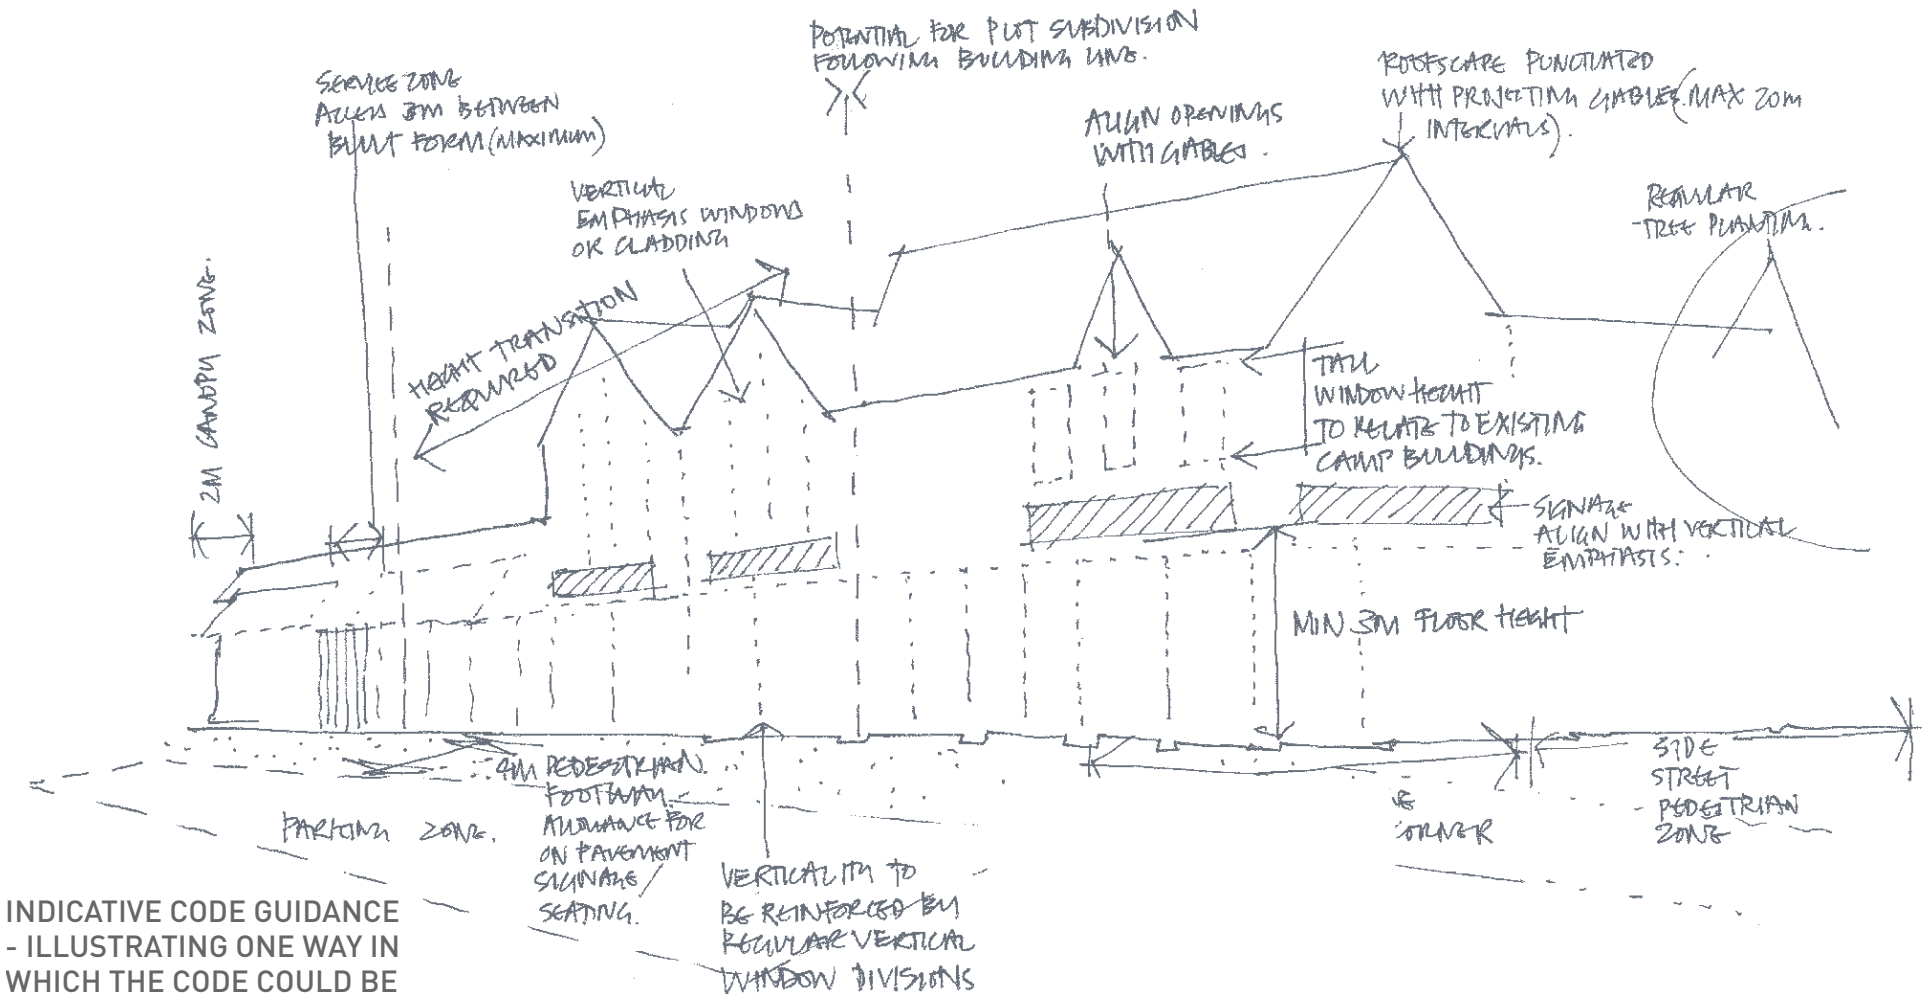 POTENTIAL FOR PLOT SUBDIVISION
FOLLOWING BUILDING LINE.
SERVICE ZONE
ACCESS 3M BETWEEN
BUILT FORM (MAXIMUM)
ROOFSCAPE PUNCTUATED
WITH PROJECTING GABLES (MAX 20m
INTERVALS).
ALIGN OPENINGS
WITH GABLES.
VERTICAL
EMPHASIS WINDOWS
OR CLADDING
REGULAR
TREE PLANTING.
2M CANOPY ZONE.
HEIGHT TRANSITION
REQUIRED
TALL
WINDOW HEIGHT
TO RELATE TO EXISTING
CAMP BUILDINGS.
SIGNAGE
ALIGN WITH VERTICAL
EMPHASIS.
MIN 3M FLOOR HEIGHT
4M PEDESTRIAN
FOOTWAY
ALLOWANCE FOR
ON PAVEMENT
SIGNAGE
SEATING.
PARKING ZONE.
VERTICALITY TO
BE REINFORCED BY
REGULAR VERTICAL
WINDOW DIVISIONS
ORNER
SIDE
STREET
PEDESTRIAN
ZONE
INDICATIVE CODE GUIDANCE
- ILLUSTRATING ONE WAY IN
WHICH THE CODE COULD BE